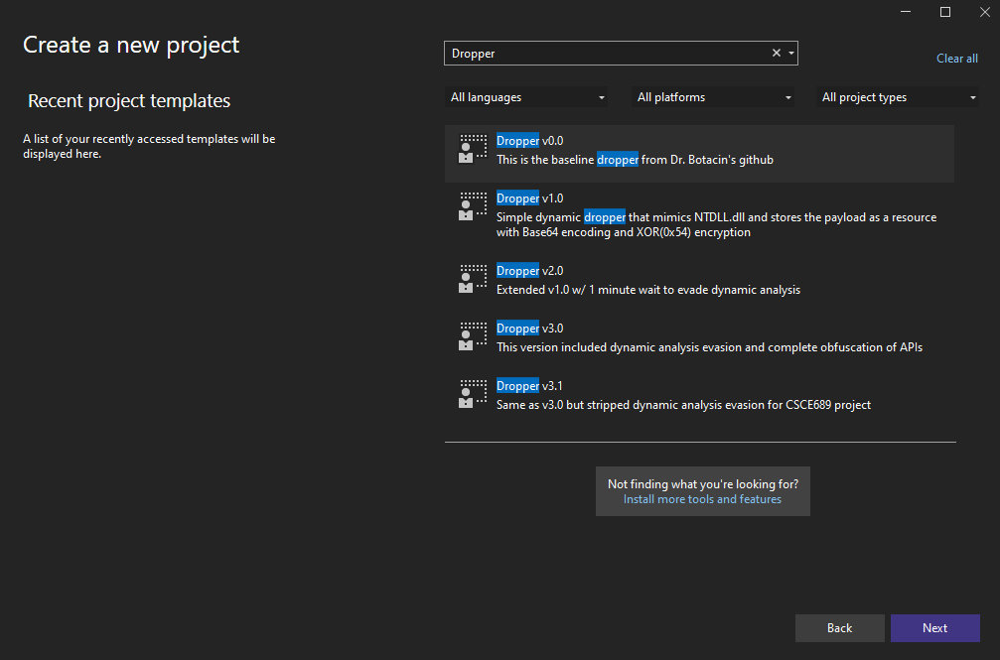 Create a new project
Recent project templates
A list of your recently accessed templates will be
displayed here.
Dropper
Clear all
All languages
All platforms
All project types
Dropper v0.0
This is the baseline dropper from Dr. Botacin's github
Dropper v1.0
Simple dynamic dropper that mimics NTDLL.dll and stores the payload as a resource
with Base64 encoding and XOR(0x54) encryption
Dropper v2.0
Extended v1.0 w/ 1 minute wait to evade dynamic analysis
Dropper v3.0
This version included dynamic analysis evasion and complete obfuscation of APIs
Dropper v3.1
Same as v3.0 but stripped dynamic analysis evasion for CSCE689 project
Not finding what you're looking for?
Install more tools and features
Back
Next